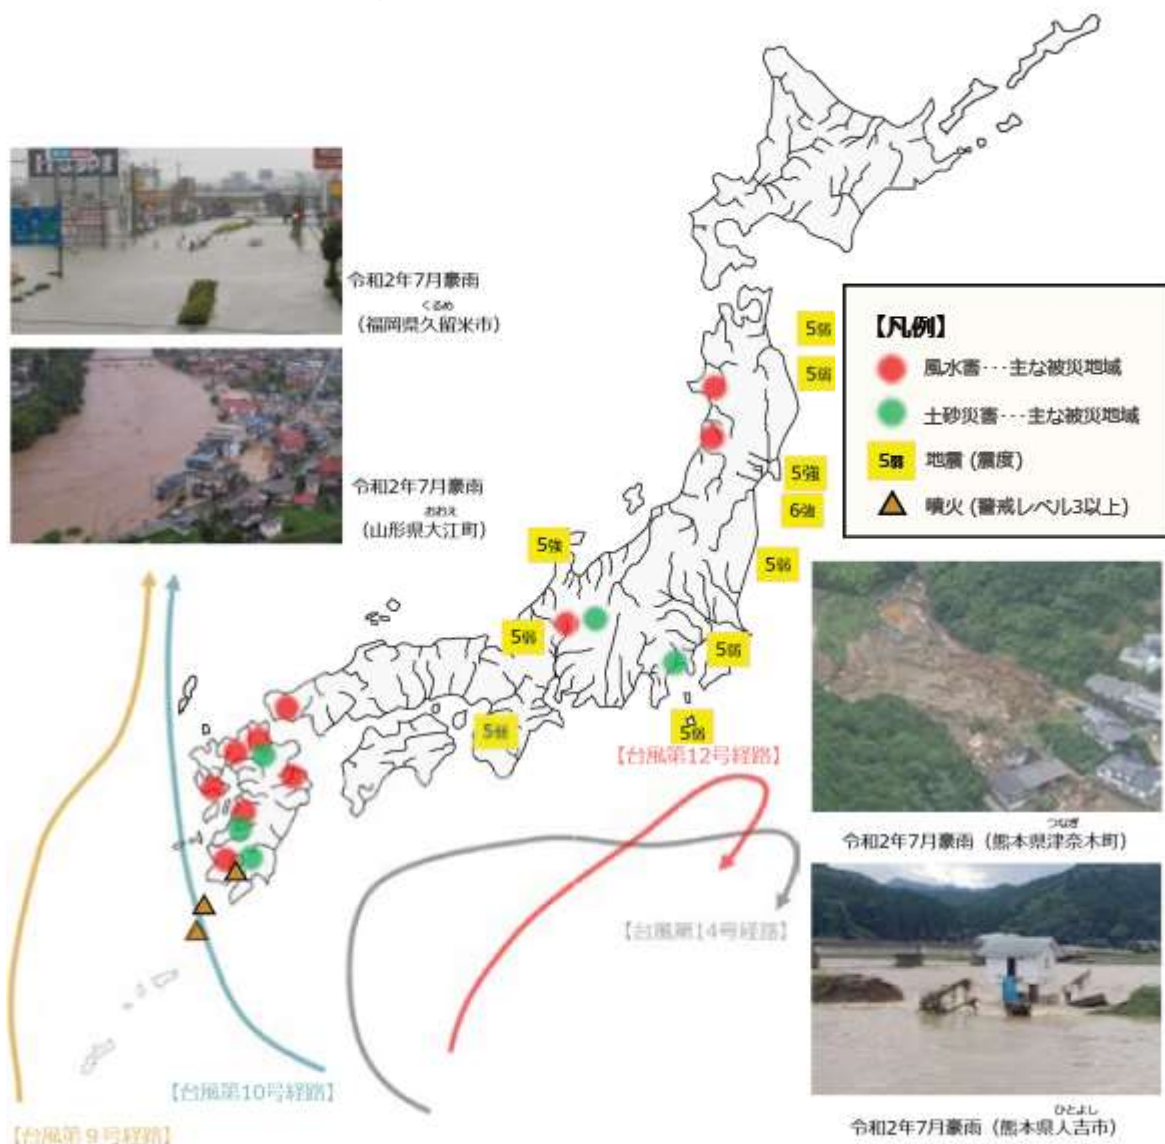 令和2年7月豪雨
くるめ
（福岡県久留米市）
令和2年7月豪雨
おおえ
（山形県大江町）
【凡例】
風水害･･･主な被災地域
土砂災害･･･主な被災地域
5弱 地震 (震度)
噴火 (警戒レベル3以上)
5弱
5弱
5強
6強
5強
5弱
5弱
5弱
5弱
5弱
【台風第12号経路】
【台風第14号経路】
【台風第10号経路】
【台風第９号経路】
つなぎ
令和2年7月豪雨（熊本県津奈木町）
ひとよし
令和2年7月豪雨（熊本県人吉市）